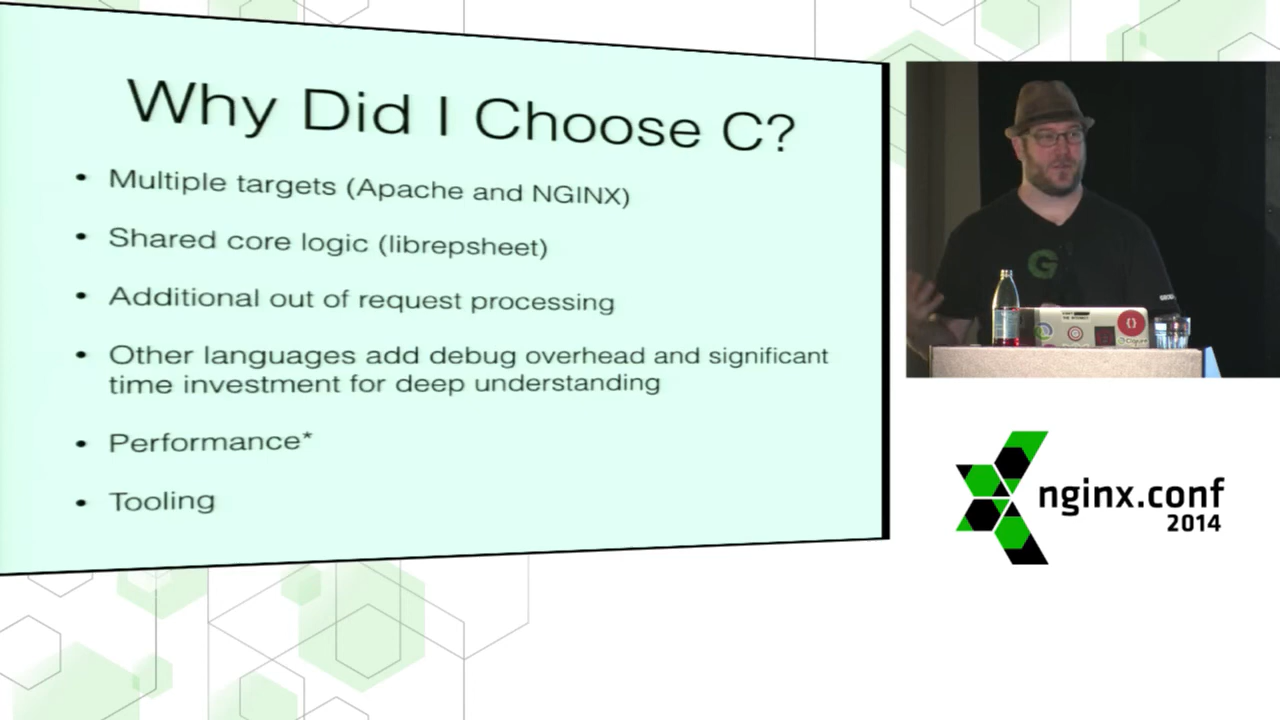 Why Did I Choose C?
• Multiple targets (Apache and NGINX)
• Shared core logic (librepsheet)
• Additional out of request processing
• Other languages add debug overhead and significant
time investment for deep understanding
• Performance*
• Tooling
G
{}
nginx.conf
2014